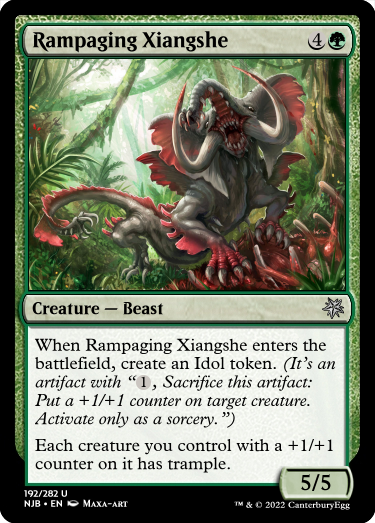 Rampaging Xiangshe 4
Creature — Beast
When Rampaging Xiangshe enters the
battlefield, create an Idol token. (It's an
artifact with “1, Sacrifice this artifact:
Put a +1/+1 counter on target creature.
Activate only as a sorcery.”)
Each creature you control with a +1/+1
counter on it has trample.
5/5
192/282 U
NJB • EN Maxa-art
™ & © 2022 CanterburyEgg